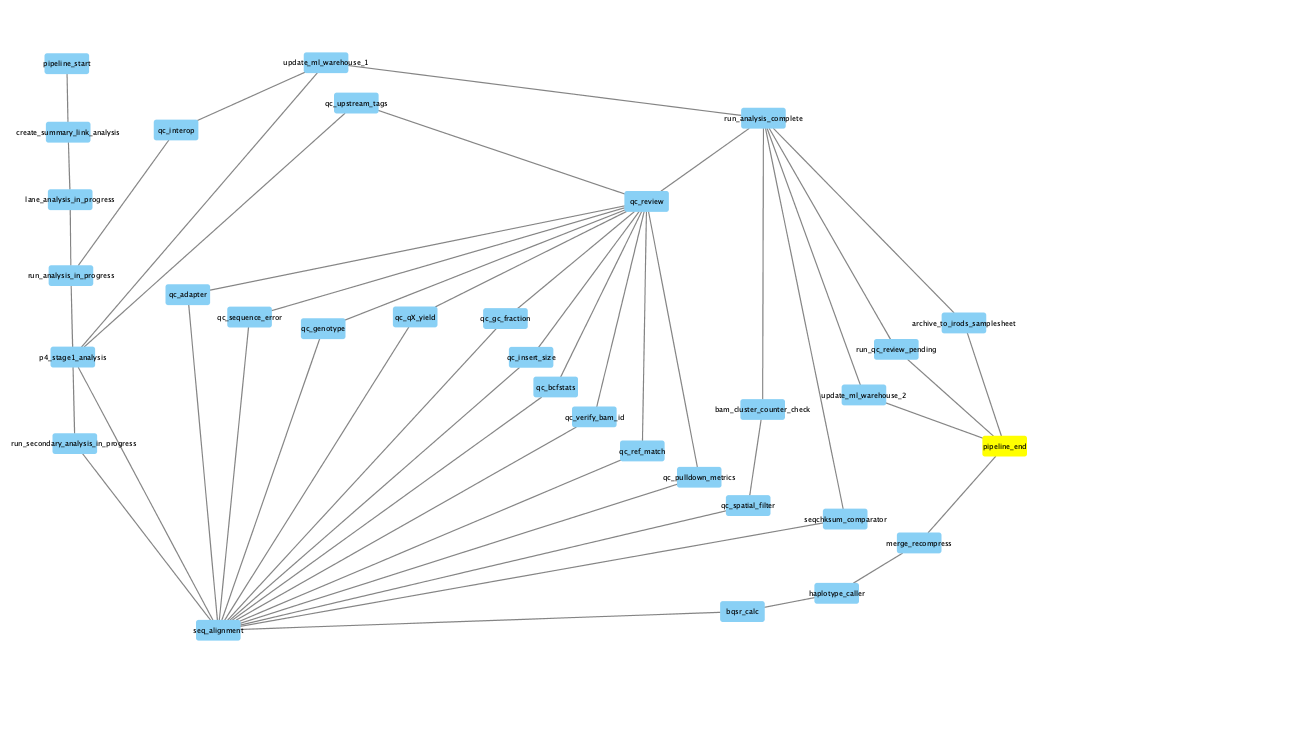 pipeline_start
update_ml_warehouse_1
qc_upstream_tags
run_analysis_complete
create_summary_link_analysis
qc_interop
lane_analysis_in_progress
qc_review
run_analysis_in_progress
qc_adapter
qc_sequence_error
qc_genotype
qc_qX_yield
qc_gc_fraction
archive_to_irods_samplesheet
run_qc_review_pending
p4_stage1_analysis
qc_insert_size
qc_bcfstats
update_ml_warehouse_2
bam_cluster_counter_check
qc_verify_bam_id
run_secondary_analysis_in_progress
pipeline_end
qc_ref_match
qc_pulldown_metrics
qc_spatial_filter
seqchksum_comparator
merge_recompress
haplotype_caller
bqsr_calc
seq_alignment